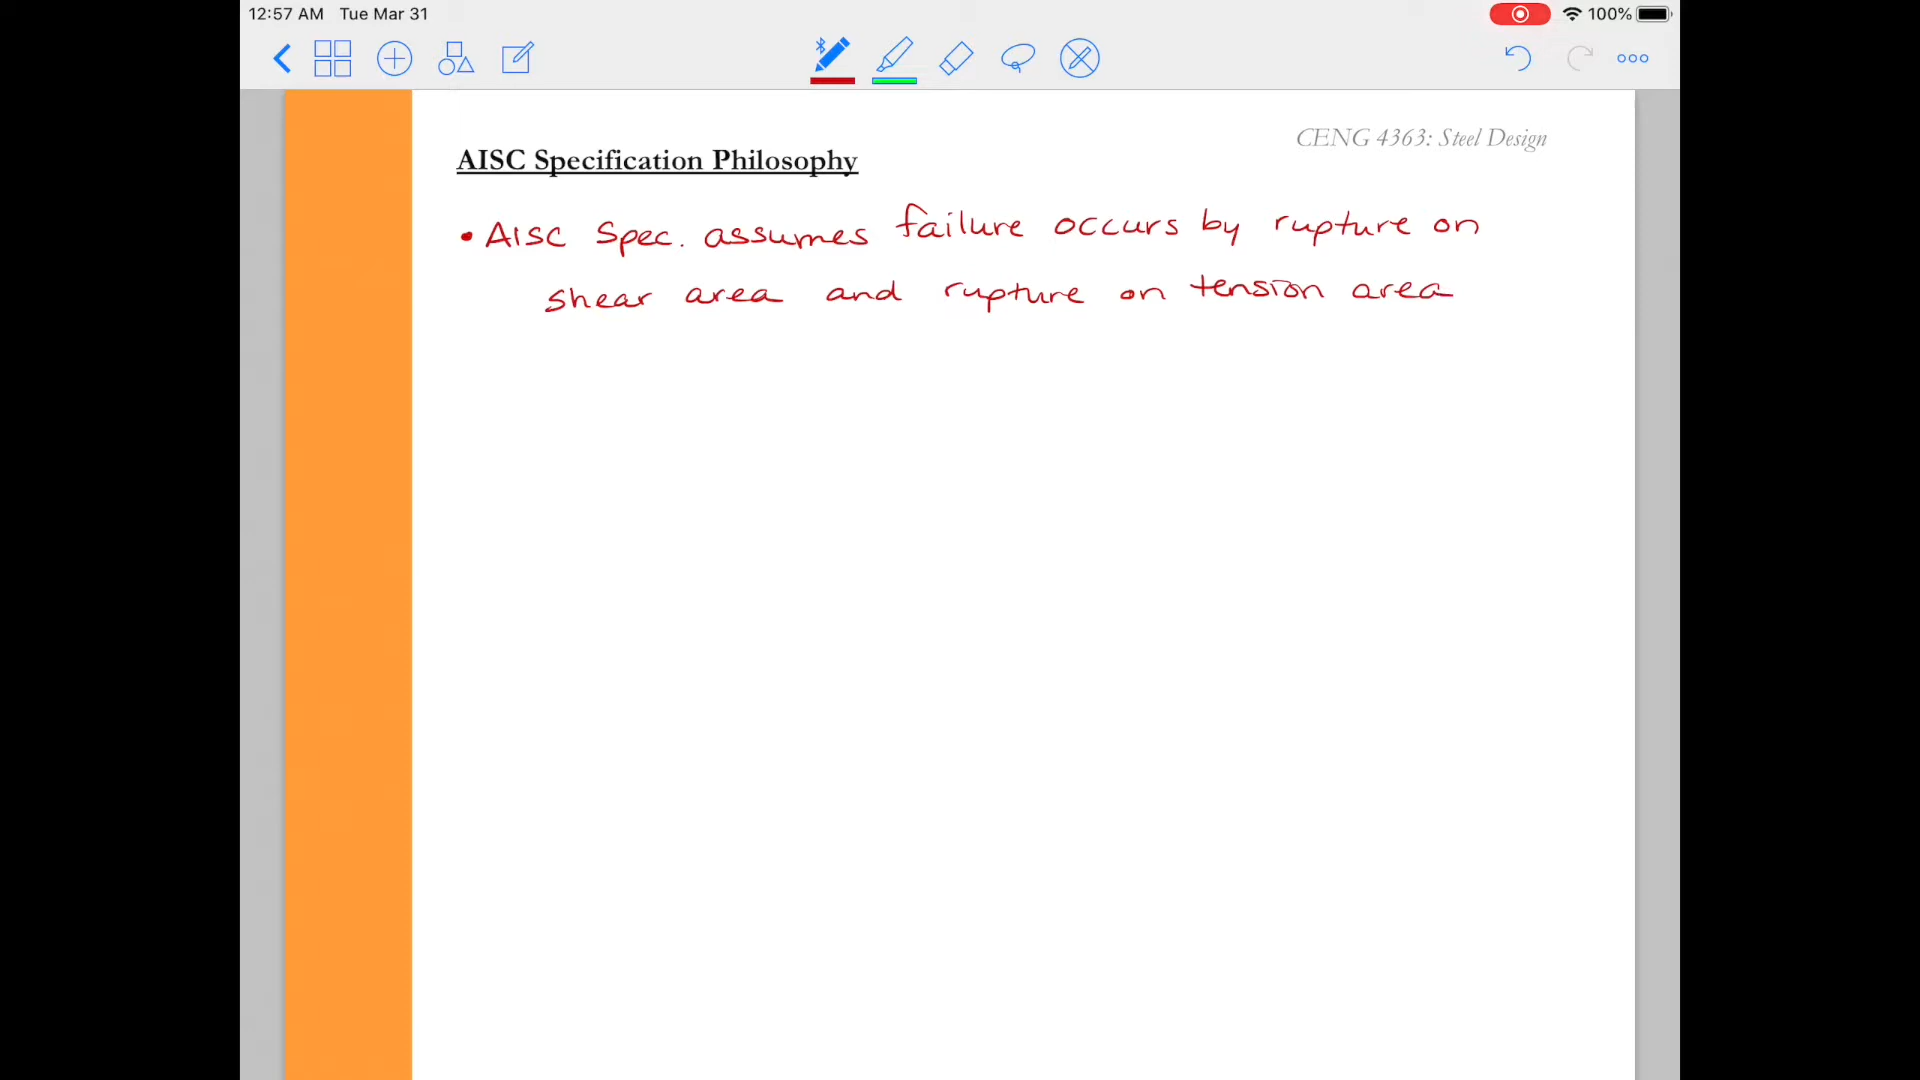 12:57 AM Tue Mar 31
100%
CENG 4363: Steel Design
AISC Specification Philosophy
• AISC Spec. assumes failure occurs by rupture on
shear area and rupture on tension area